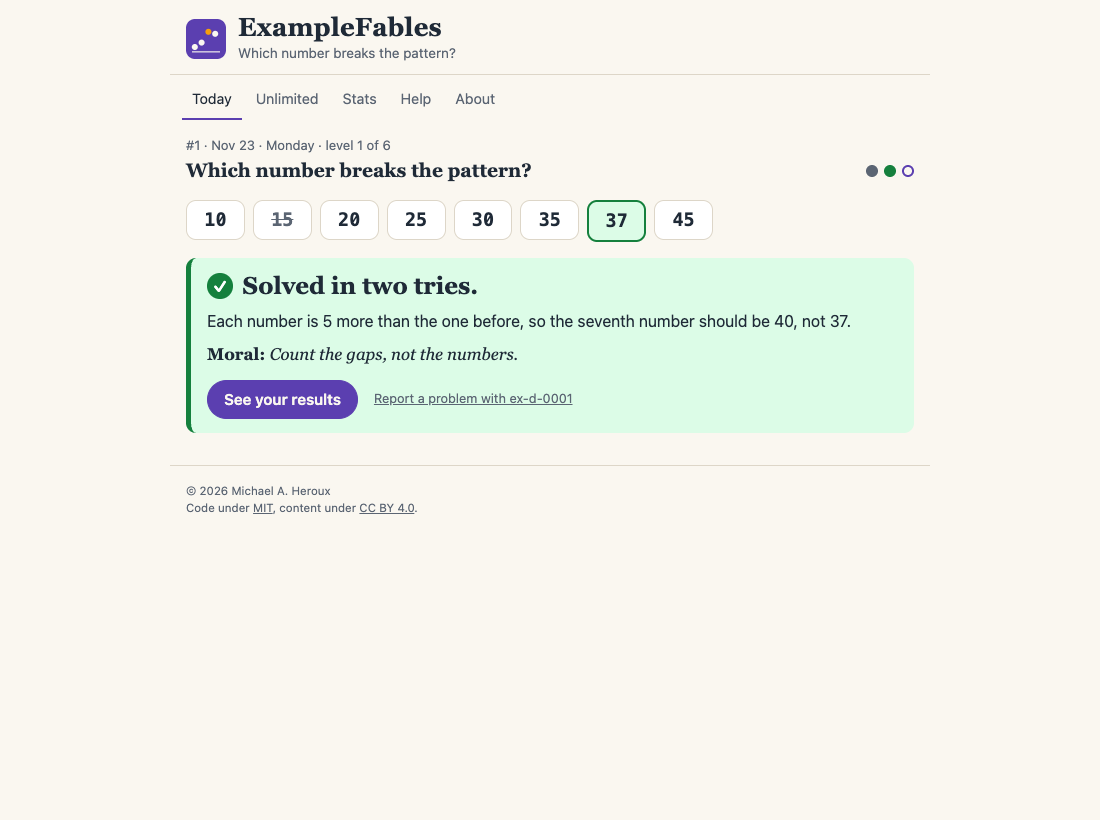 ExampleFables
Which number breaks the pattern?
Today Unlimited Stats Help About
#1 · Nov 23 · Monday · level 1 of 6
Which number breaks the pattern?
10 15 20 25 30 35 37 45
Solved in two tries.
Each number is 5 more than the one before, so the seventh number should be 40, not 37.
Moral: Count the gaps, not the numbers.
See your results Report a problem with ex-d-0001
© 2026 Michael A. Heroux
Code under MIT, content under CC BY 4.0.